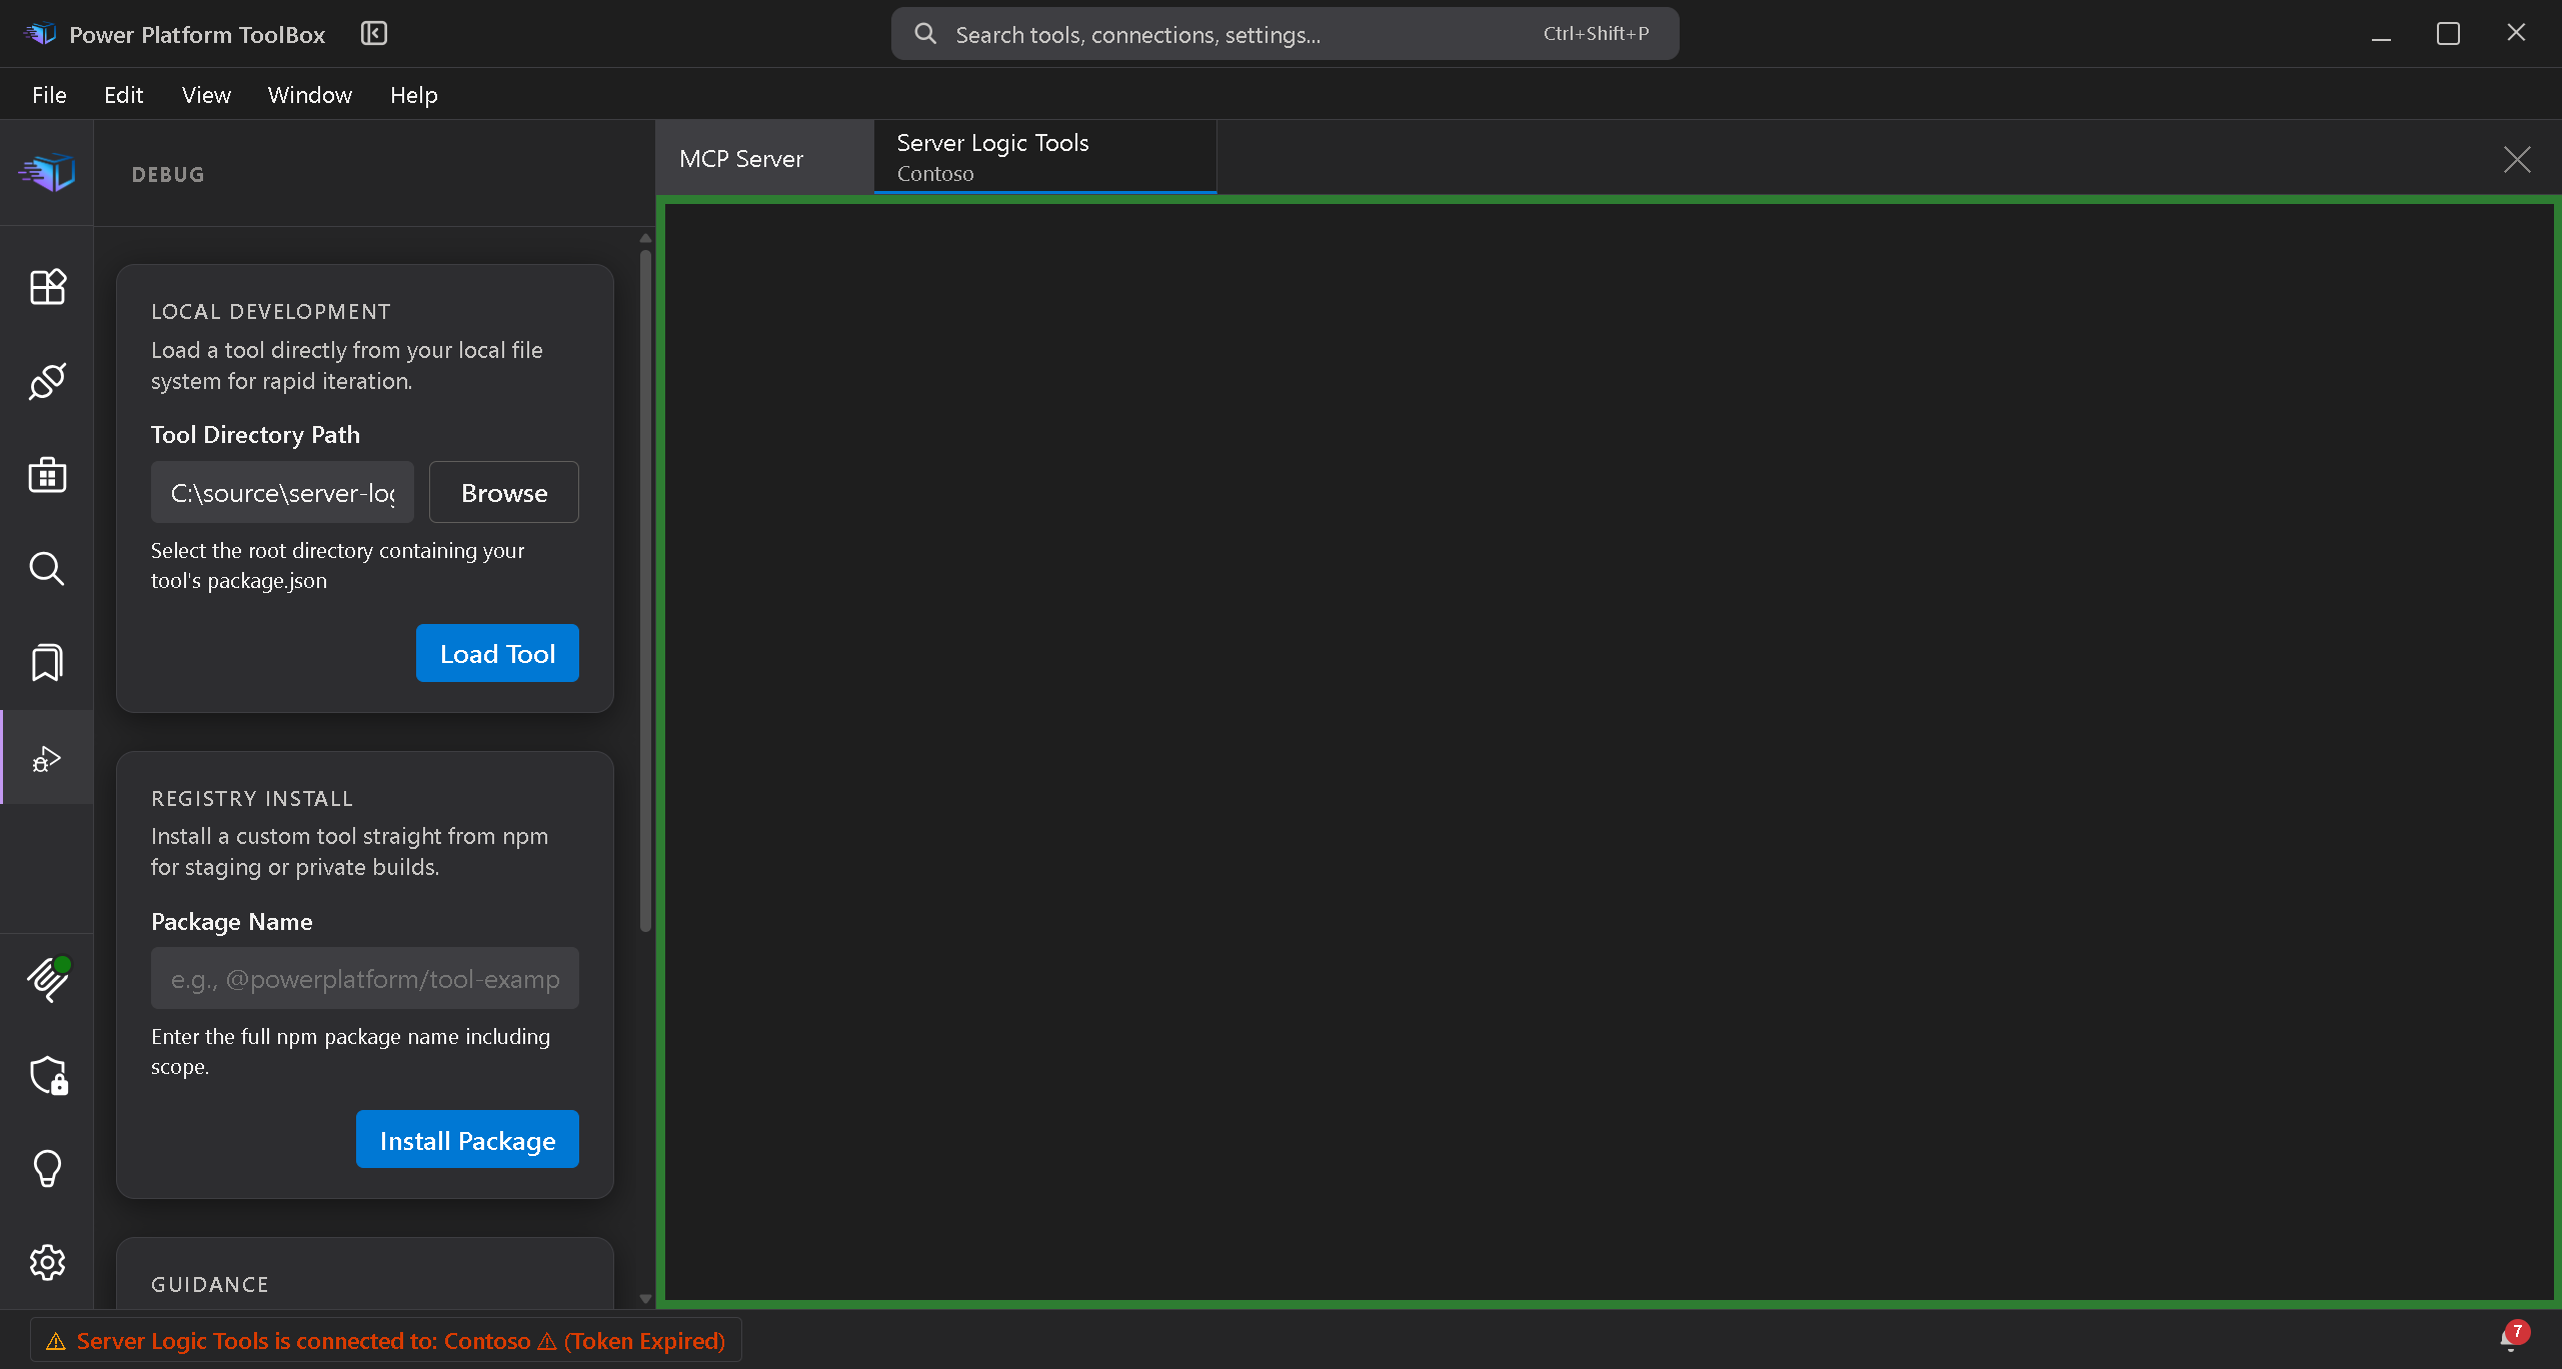 Power Platform ToolBox
Search tools, connections, settings...
Ctrl+Shift+P
File
Edit
View
Window
Help
DEBUG
MCP Server
Server Logic Tools
Contoso
LOCAL DEVELOPMENT
Load a tool directly from your local file
system for rapid iteration.
Tool Directory Path
C:\source\server-log
Browse
Select the root directory containing your
tool's package.json
Load Tool
REGISTRY INSTALL
Install a custom tool straight from npm
for staging or private builds.
Package Name
e.g., @powerplatform/tool-examp
Enter the full npm package name including
scope.
Install Package
GUIDANCE
Server Logic Tools is connected to: Contoso ⚠ (Token Expired)
7